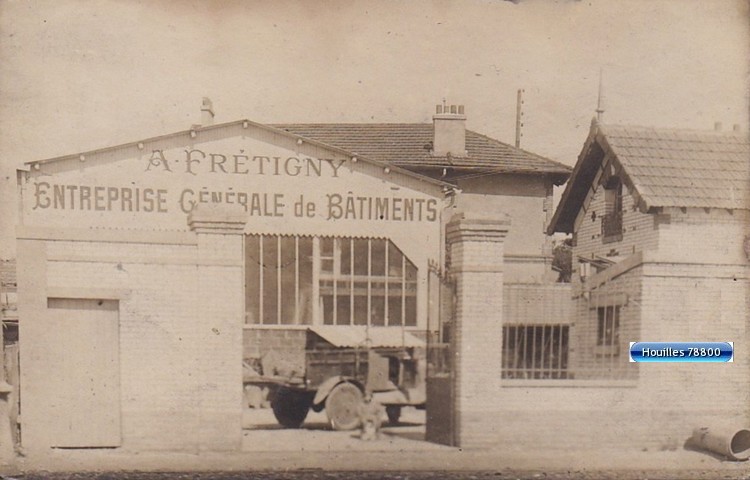 A. FRÉTIGNY
ENTREPRISE GÉNÉRALE de BÂTIMENTS
Houilles 78800